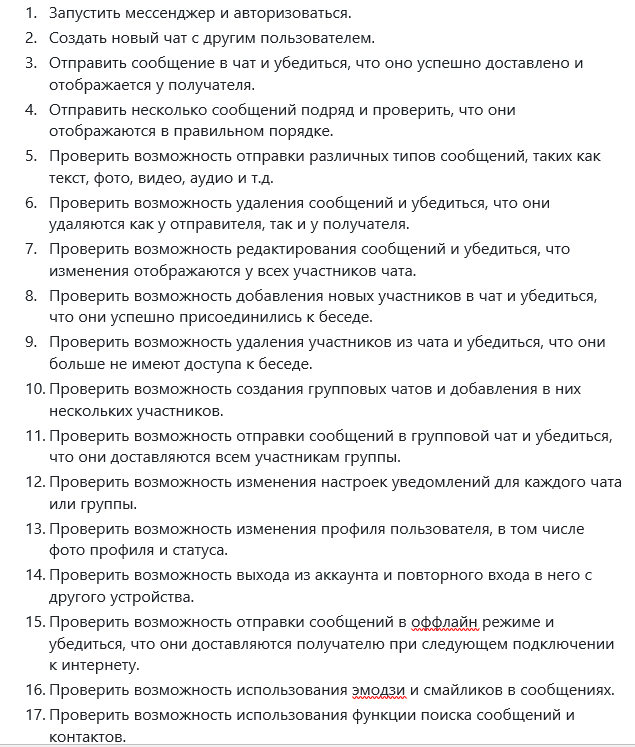 1. Запустить мессенджер и авторизоваться.
2. Создать новый чат с другим пользователем.
3. Отправить сообщение в чат и убедиться, что оно успешно доставлено и
отображается у получателя.
4. Отправить несколько сообщений подряд и проверить, что они
отображаются в правильном порядке.
5. Проверить возможность отправки различных типов сообщений, таких как
текст, фото, видео, аудио и т.д.
6. Проверить возможность удаления сообщений и убедиться, что они
удаляются как у отправителя, так и у получателя.
7. Проверить возможность редактирования сообщений и убедиться, что
изменения отображаются у всех участников чата.
8. Проверить возможность добавления новых участников в чат и убедиться,
что они успешно присоединились к беседе.
9. Проверить возможность удаления участников из чата и убедиться, что они
больше не имеют доступа к беседе.
10. Проверить возможность создания групповых чатов и добавления в них
нескольких участников.
11. Проверить возможность отправки сообщений в групповой чат и убедиться,
что они доставляются всем участникам группы.
12. Проверить возможность изменения настроек уведомлений для каждого чата
или группы.
13. Проверить возможность изменения профиля пользователя, в том числе
фото профиля и статуса.
14. Проверить возможность выхода из аккаунта и повторного входа в него с
другого устройства.
15. Проверить возможность отправки сообщений в оффлайн режиме и
убедиться, что они доставляются получателю при следующем подключении
к интернету.
16. Проверить возможность использования эмодзи и смайликов в сообщениях.
17. Проверить возможность использования функции поиска сообщений и
контактов.